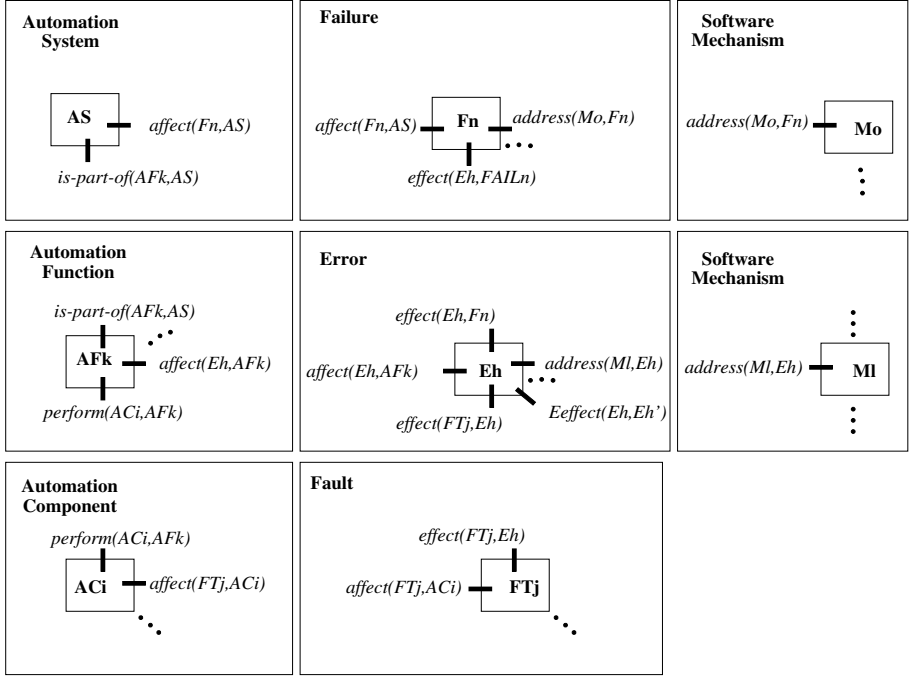 Automation
System
AS
affect(Fn,AS)
is-part-of(AFk,AS)
Failure
affect(Fn,AS)
Fn
address(Mo,Fn)
effect(Eh,FAILn)
Software
Mechanism
address(Mo,Fn)
Mo
Automation
Function
is-part-of(AFk,AS)
AFk
affect(Eh,AFk)
perform(ACi,AFk)
Error
effect(Eh,Fn)
affect(Eh,AFk)
Eh
address(Ml,Eh)
effect(FTj,Eh)
Eeffect(Eh,Eh')
Software
Mechanism
address(Ml,Eh)
Ml
Automation
Component
perform(ACi,AFk)
ACi
affect(FTj,ACi)
Fault
effect(FTj,Eh)
affect(FTj,ACi)
FTj